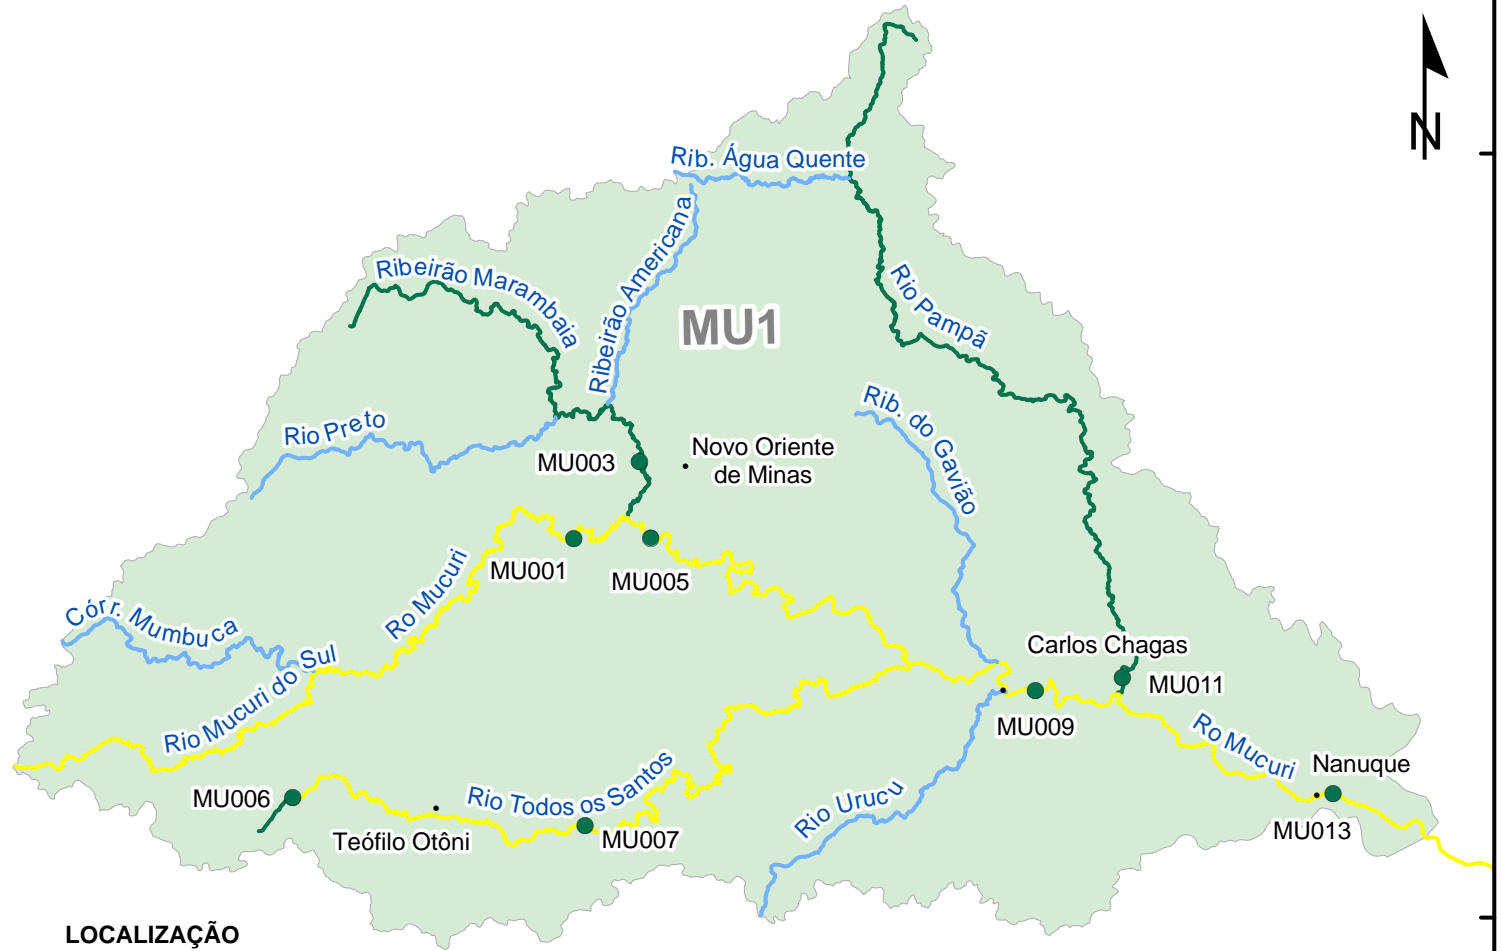 N
Rib. Água Quente
Ribeirão Americana
Ribeirão Marambaia
MU1
Rio Pampã
Rio Preto
Rib. do Gavião
Novo Oriente
de Minas
MU003
MU001
MU005
Ro Mucuri
Córr. Mumbuca
Rio Mucuri do Sul
Carlos Chagas
MU011
MU009
Ro Mucuri
Nanuque
MU013
MU006
Rio Todos os Santos
Teófilo Otôni
MU007
Rio Urucu
LOCALIZAÇÃO